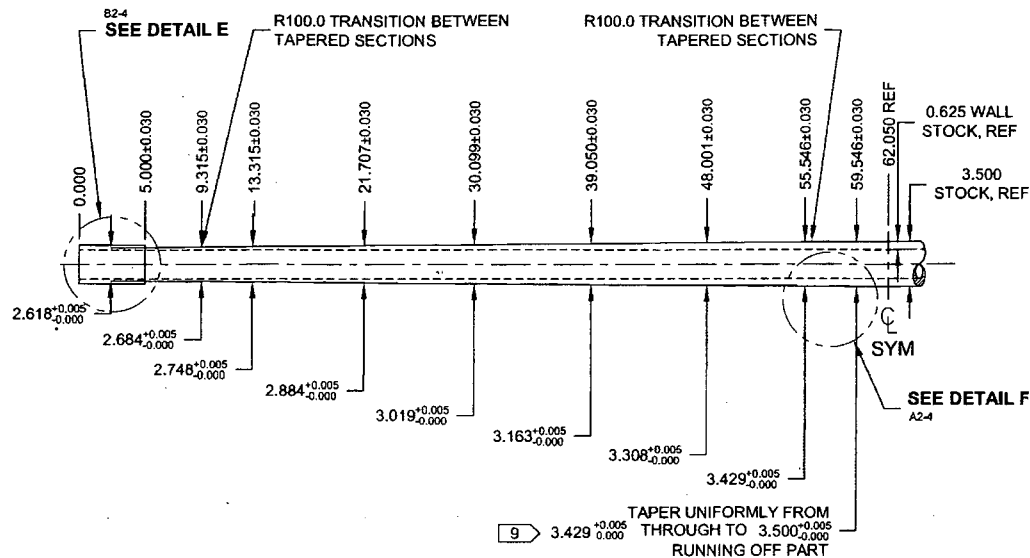 B2-4
SEE DETAIL E
R100.0 TRANSITION BETWEEN
TAPERED SECTIONS
R100.0 TRANSITION BETWEEN
TAPERED SECTIONS
0.000
5.000±0.030
9.315±0.030
13.315±0.030
21.707±0.030
30.099±0.030
39.050±0.030
48.001±0.030
55.546±0.030
59.546±0.030
62.050 REF
0.625 WALL
STOCK, REF
3.500
STOCK, REF
2.618 +0.005 -0.000
2.684 +0.005 -0.000
2.748 +0.005 -0.000
2.884 +0.005 -0.000
3.019 +0.005 -0.000
3.163 +0.005 -0.000
3.308 +0.005 -0.000
3.429 +0.005 -0.000
℄
SYM
SEE DETAIL F
A2-4
TAPER UNIFORMLY FROM
9 3.429 +0.005 0.000 THROUGH TO 3.500 +0.005 -0.000
RUNNING OFF PART